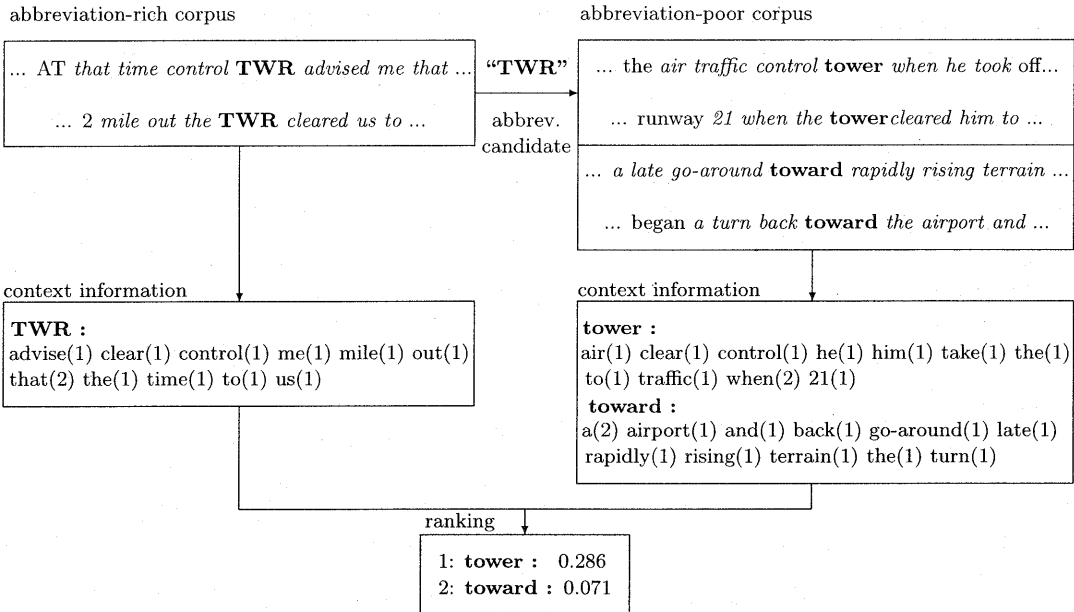 abbreviation-rich corpus
... AT that time control TWR advised me that ...
... 2 mile out the TWR cleared us to ...
“TWR”
abbrev.
candidate
abbreviation-poor corpus
... the air traffic control tower when he took off...
... runway 21 when the towercleared him to ...
... a late go-around toward rapidly rising terrain ...
... began a turn back toward the airport and ...
context information
TWR :
advise(1) clear(1) control(1) me(1) mile(1) out(1)
that(2) the(1) time(1) to(1) us(1)
context information
tower :
air(1) clear(1) control(1) he(1) him(1) take(1) the(1)
to(1) traffic(1) when(2) 21(1)
toward :
a(2) airport(1) and(1) back(1) go-around(1) late(1)
rapidly(1) rising(1) terrain(1) the(1) turn(1)
ranking
1: tower : 0.286
2: toward : 0.071